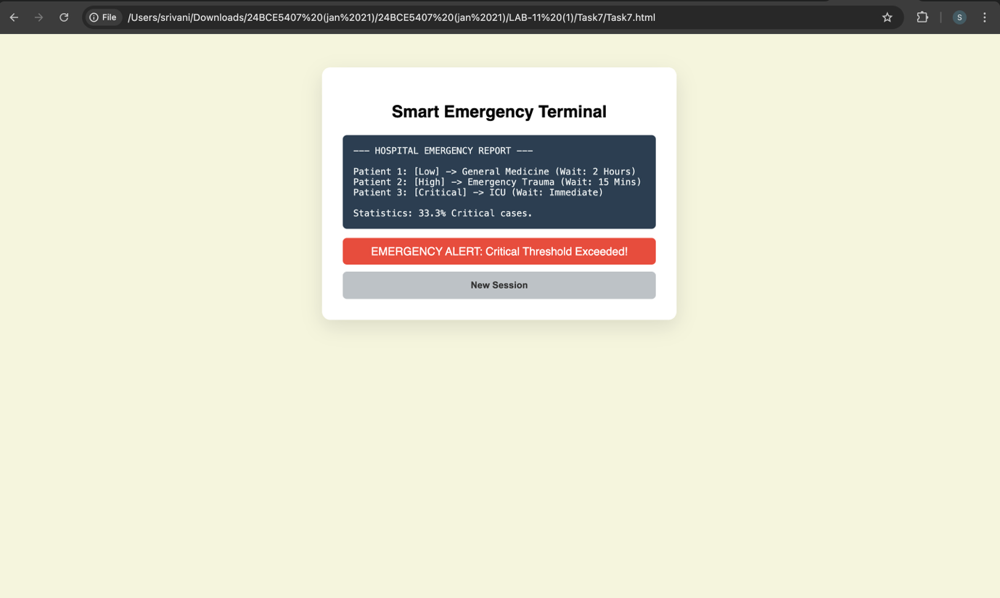 File
/Users/srivani/Downloads/24BCE5407%20(jan%2021)/24BCE5407%20(jan%2021)/LAB-11%20(1)/Task7/Task7.html
S
Smart Emergency Terminal
--- HOSPITAL EMERGENCY REPORT ---
Patient 1: [Low] -> General Medicine (Wait: 2 Hours)
Patient 2: [High] -> Emergency Trauma (Wait: 15 Mins)
Patient 3: [Critical] -> ICU (Wait: Immediate)
Statistics: 33.3% Critical cases.
EMERGENCY ALERT: Critical Threshold Exceeded!
New Session